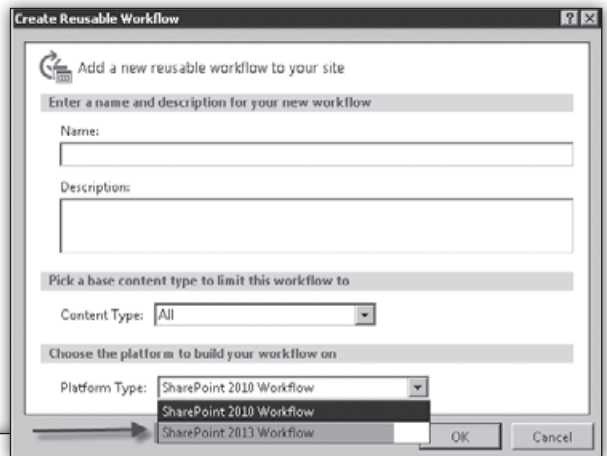 Create Reusable Workflow
Add a new reusable workflow to your site
Enter a name and description for your new workflow
Name:
Description:
Pick a base content type to limit this workflow to
Content Type: All
Choose the platform to build your workflow on
Platform Type: SharePoint 2010 Workflow
SharePoint 2010 Workflow
SharePoint 2013 Workflow
OK Cancel